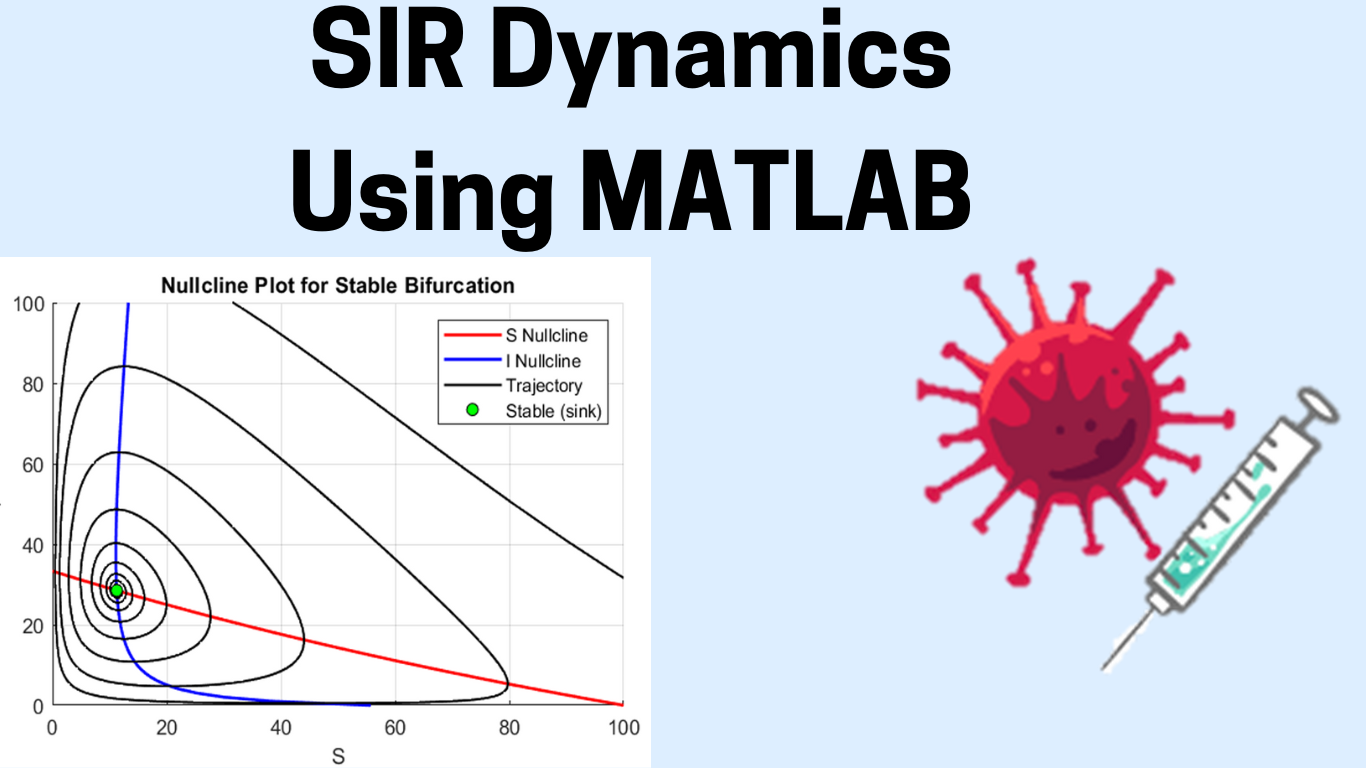 SIR Dynamics
Using MATLAB
Nullcline Plot for Stable Bifurcation
S Nullcline
I Nullcline
Trajectory
Stable (sink)
100
80
60
40
20
0
0 20 40 60 80 100
S